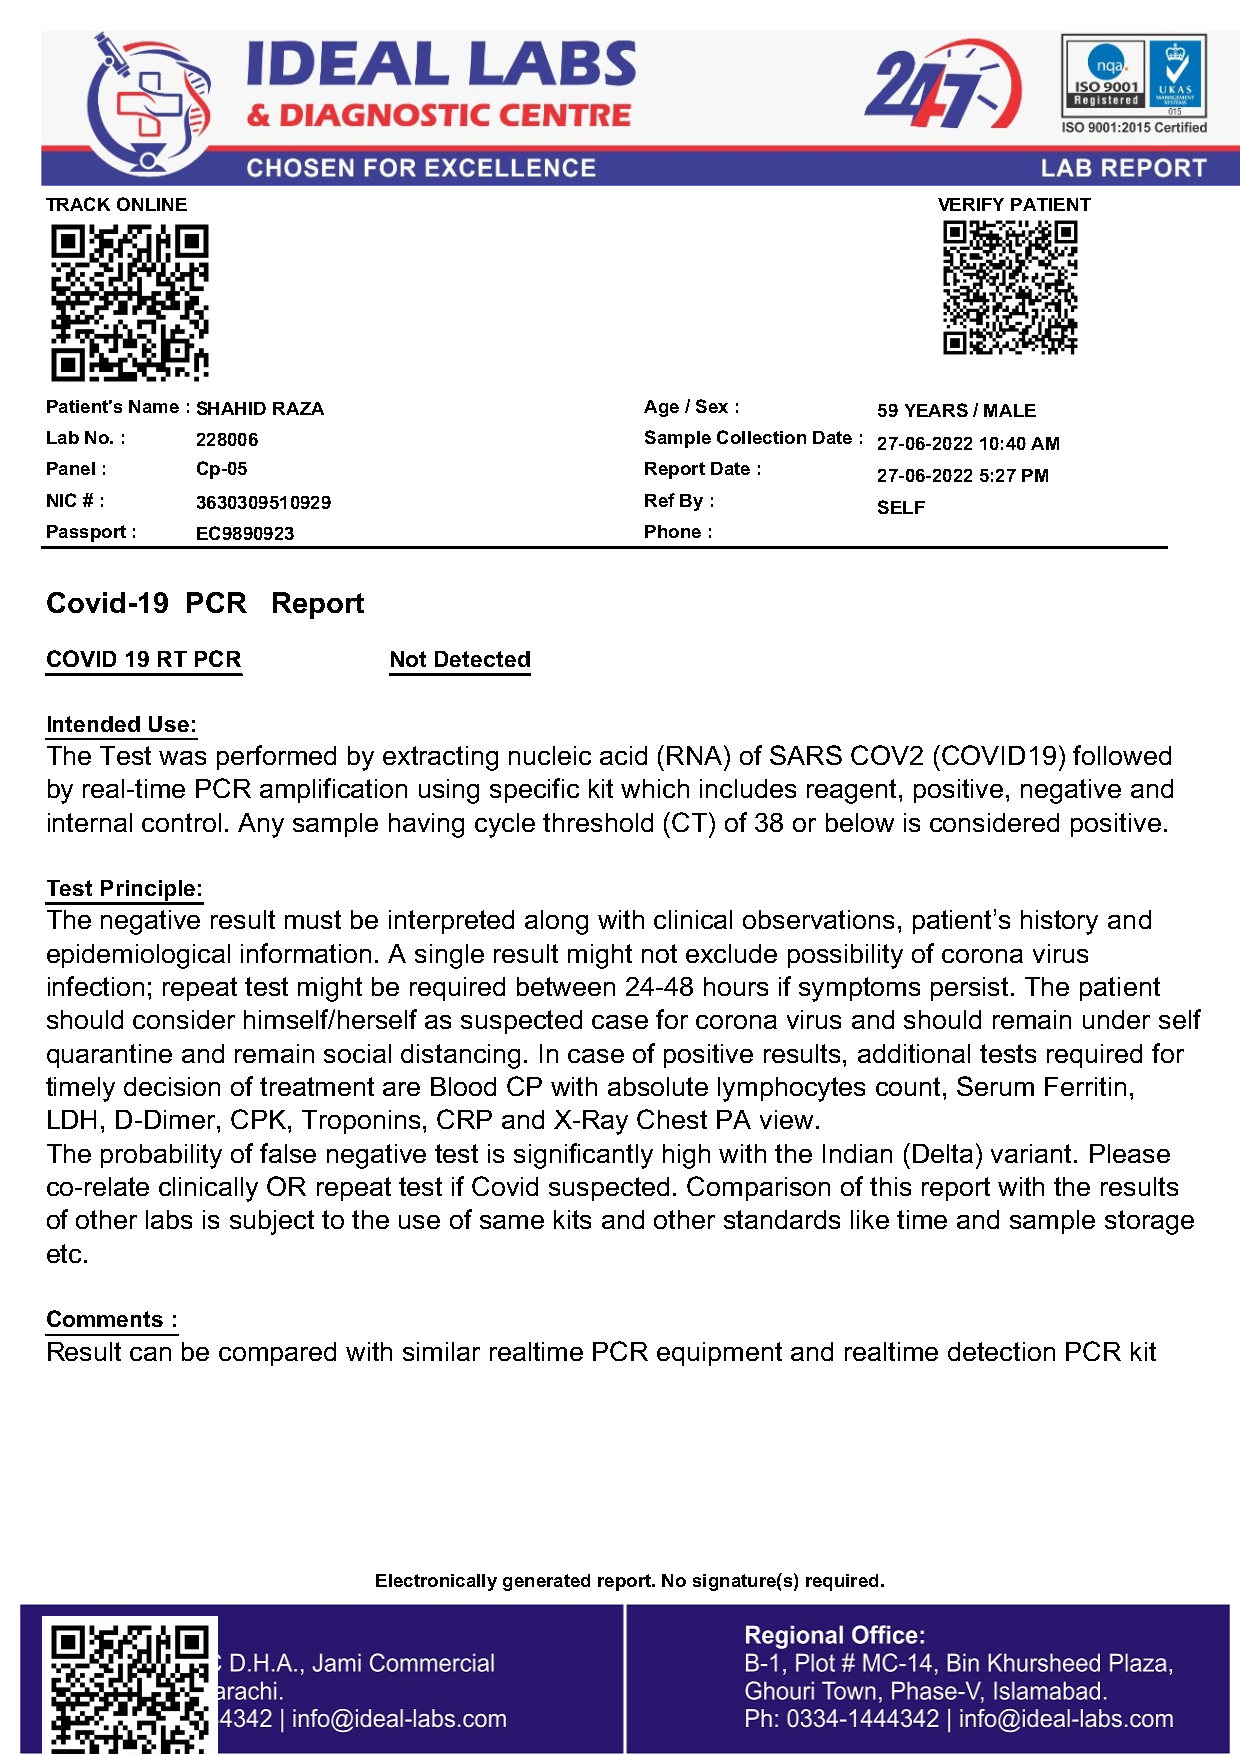 IDEAL LABS
& DIAGNOSTIC CENTRE
CHOSEN FOR EXCELLENCE
247
nqa.
ISO 9001
Registered
UKAS
MANAGEMENT
SYSTEMS
015
ISO 9001:2015 Certified
LAB REPORT
TRACK ONLINE
VERIFY PATIENT
Patient's Name : SHAHID RAZA
Age / Sex : 59 YEARS / MALE
Lab No. : 228006
Sample Collection Date : 27-06-2022 10:40 AM
Panel : Cp-05
Report Date : 27-06-2022 5:27 PM
NIC # : 3630309510929
Ref By : SELF
Passport : EC9890923
Phone :
Covid-19 PCR Report
COVID 19 RT PCR Not Detected
Intended Use:
The Test was performed by extracting nucleic acid (RNA) of SARS COV2 (COVID19) followed
by real-time PCR amplification using specific kit which includes reagent, positive, negative and
internal control. Any sample having cycle threshold (CT) of 38 or below is considered positive.
Test Principle:
The negative result must be interpreted along with clinical observations, patient’s history and
epidemiological information. A single result might not exclude possibility of corona virus
infection; repeat test might be required between 24-48 hours if symptoms persist. The patient
should consider himself/herself as suspected case for corona virus and should remain under self
quarantine and remain social distancing. In case of positive results, additional tests required for
timely decision of treatment are Blood CP with absolute lymphocytes count, Serum Ferritin,
LDH, D-Dimer, CPK, Troponins, CRP and X-Ray Chest PA view.
The probability of false negative test is significantly high with the Indian (Delta) variant. Please
co-relate clinically OR repeat test if Covid suspected. Comparison of this report with the results
of other labs is subject to the use of same kits and other standards like time and sample storage
etc.
Comments :
Result can be compared with similar realtime PCR equipment and realtime detection PCR kit
Electronically generated report. No signature(s) required.
D.H.A., Jami Commercial
arachi.
4342 | info@ideal-labs.com
Regional Office:
B-1, Plot # MC-14, Bin Khursheed Plaza,
Ghouri Town, Phase-V, Islamabad.
Ph: 0334-1444342 | info@ideal-labs.com